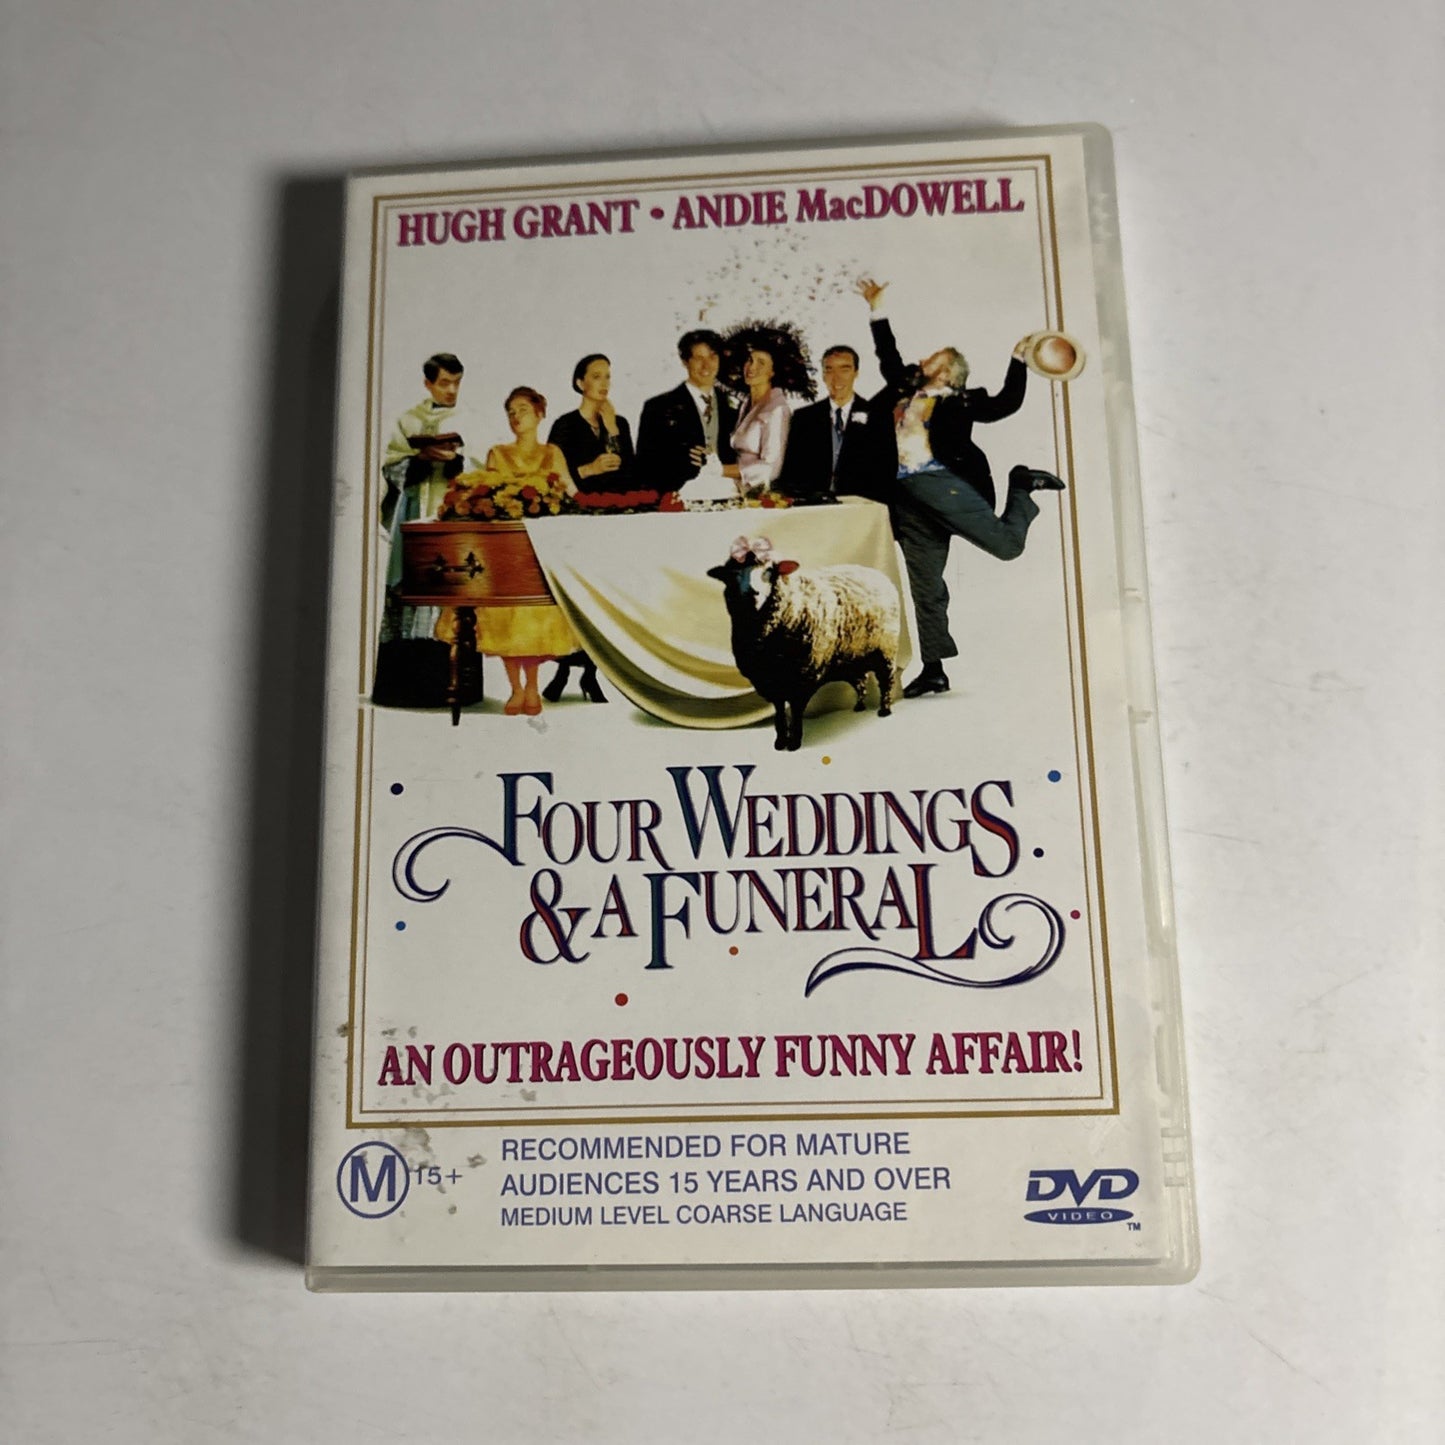 HUGH GRANT • ANDIE MacDOWELL
FOUR WEDDINGS
& A FUNERAL
AN OUTRAGEOUSLY FUNNY AFFAIR!
M 15+
RECOMMENDED FOR MATURE
AUDIENCES 15 YEARS AND OVER
MEDIUM LEVEL COARSE LANGUAGE
DVD
VIDEO
TM